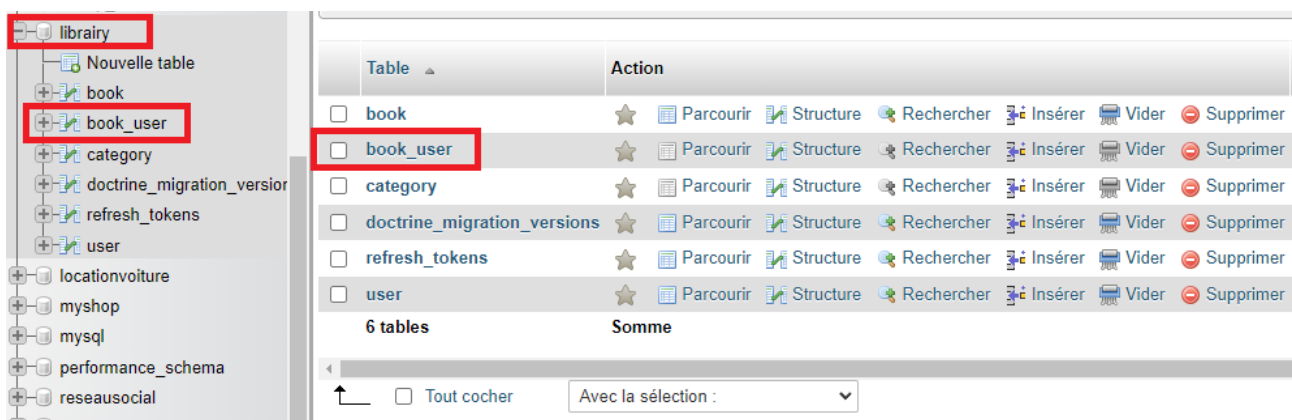 librairy
Nouvelle table
book
book_user
category
doctrine_migration_version
refresh_tokens
user
locationvoiture
myshop
mysql
performance_schema
reseausocial
Table Action
book Parcourir Structure Rechercher Insérer Vider Supprimer
book_user Parcourir Structure Rechercher Insérer Vider Supprimer
category Parcourir Structure Rechercher Insérer Vider Supprimer
doctrine_migration_versions Parcourir Structure Rechercher Insérer Vider Supprimer
refresh_tokens Parcourir Structure Rechercher Insérer Vider Supprimer
user Parcourir Structure Rechercher Insérer Vider Supprimer
6 tables Somme
Tout cocher Avec la sélection :